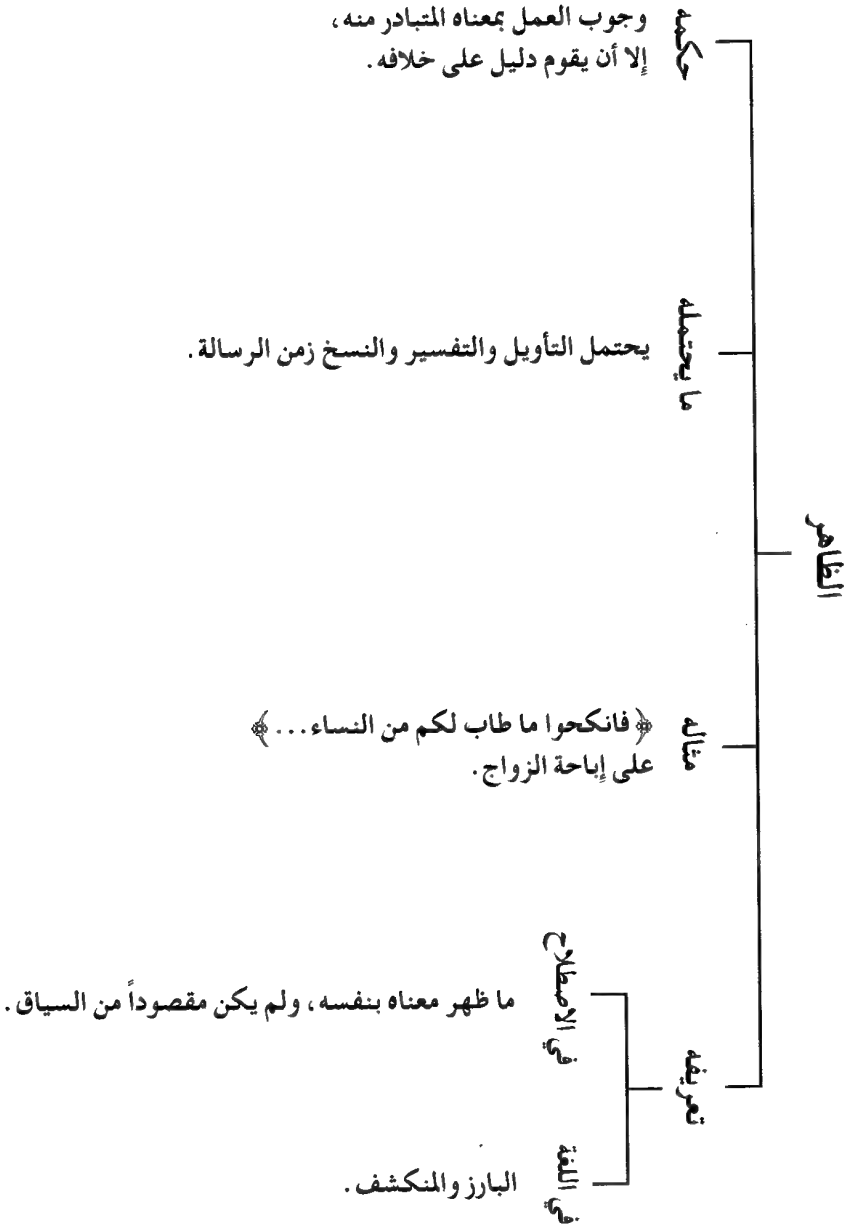 الظاهر
تعريفه
في اللغة
البارز والمنكشف.
في الاصطلاح
ما ظهر معناه بنفسه، ولم يكن مقصوداً من السياق.
مثاله
﴿فانكحوا ما طاب لكم من النساء...﴾
على إِباحة الزواج.
ما يحتمله
يحتمل التأويل والتفسير والنسخ زمن الرسالة.
حكمه
وجوب العمل بمعناه المتبادر منه،
إِلا أن يقوم دليل على خلافه.